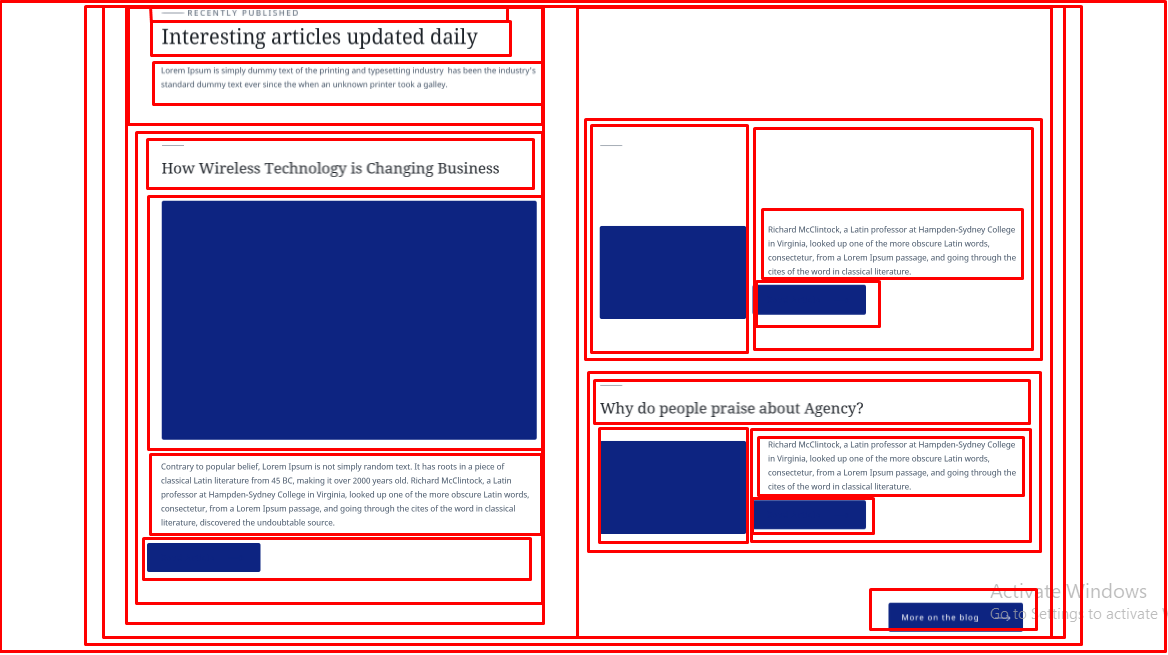 RECENTLY PUBLISHED
Interesting articles updated daily
Lorem Ipsum is simply dummy text of the printing and typesetting industry has been the industry's
standard dummy text ever since the when an unknown printer took a galley.
How Wireless Technology is Changing Business
Contrary to popular belief, Lorem Ipsum is not simply random text. It has roots in a piece of
classical Latin literature from 45 BC, making it over 2000 years old. Richard McClintock, a Latin
professor at Hampden-Sydney College in Virginia, looked up one of the more obscure Latin words,
consectetur, from a Lorem Ipsum passage, and going through the cites of the word in classical
literature, discovered the undoubtable source.
Richard McClintock, a Latin professor at Hampden-Sydney College
in Virginia, looked up one of the more obscure Latin words,
consectetur, from a Lorem Ipsum passage, and going through the
cites of the word in classical literature.
Why do people praise about Agency?
Richard McClintock, a Latin professor at Hampden-Sydney College
in Virginia, looked up one of the more obscure Latin words,
consectetur, from a Lorem Ipsum passage, and going through the
cites of the word in classical literature.
More on the blog
Activate Windows
Go to Settings to activate